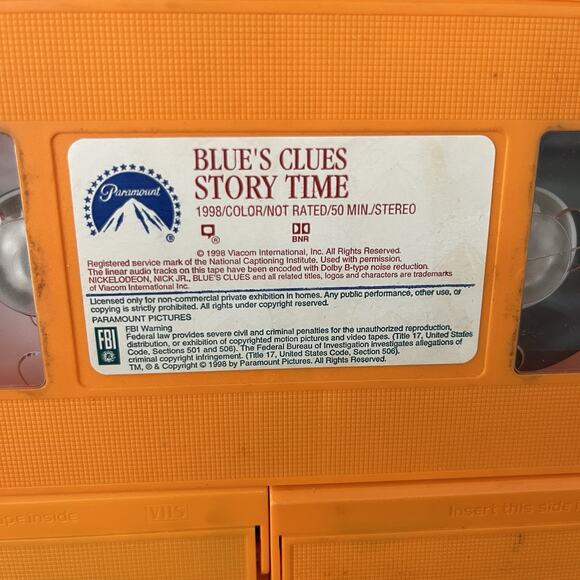 BLUE'S CLUES
STORY TIME
1998/COLOR/NOT RATED/50 MIN./STEREO
Paramount
®
®
BNR
© 1998 Viacom International, Inc. All Rights Reserved.
Registered service mark of the National Captioning Institute. Used with permission.
The linear audio tracks on this tape have been encoded with Dolby B-type noise reduction.
NICKELODEON, NICK JR., BLUE'S CLUES and all related titles, logos and characters are trademarks
of Viacom International Inc.
Licensed only for non-commercial private exhibition in homes. Any public performance, other use, or
copying is strictly prohibited. All rights under copyright reserved.
PARAMOUNT PICTURES
FBI
FBI Warning
Federal law provides severe civil and criminal penalties for the unauthorized reproduction,
distribution, or exhibition of copyrighted motion pictures and video tapes. (Title 17, United States
Code, Sections 501 and 506). The Federal Bureau of Investigation investigates allegations of
criminal copyright infringement. (Title 17, United States Code, Section 506).
TM, ® & Copyright © 1998 by Paramount Pictures. All Rights Reserved.
inside
VHS
Insert this side